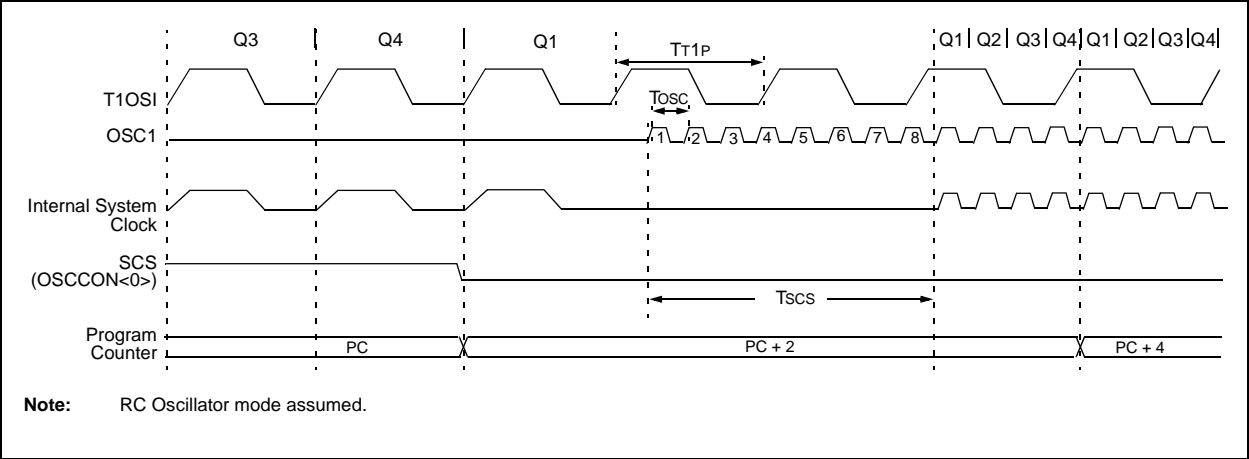 Q3 Q4 Q1 Q1 Q2 Q3 Q4 Q1 Q2 Q3 Q4
TT1P
T1OSI
TOSC
OSC1
1 2 3 4 5 6 7 8
Internal System
Clock
SCS
(OSCCON<0>)
TSCS
Program
Counter
PC PC + 2 PC + 4
Note: RC Oscillator mode assumed.